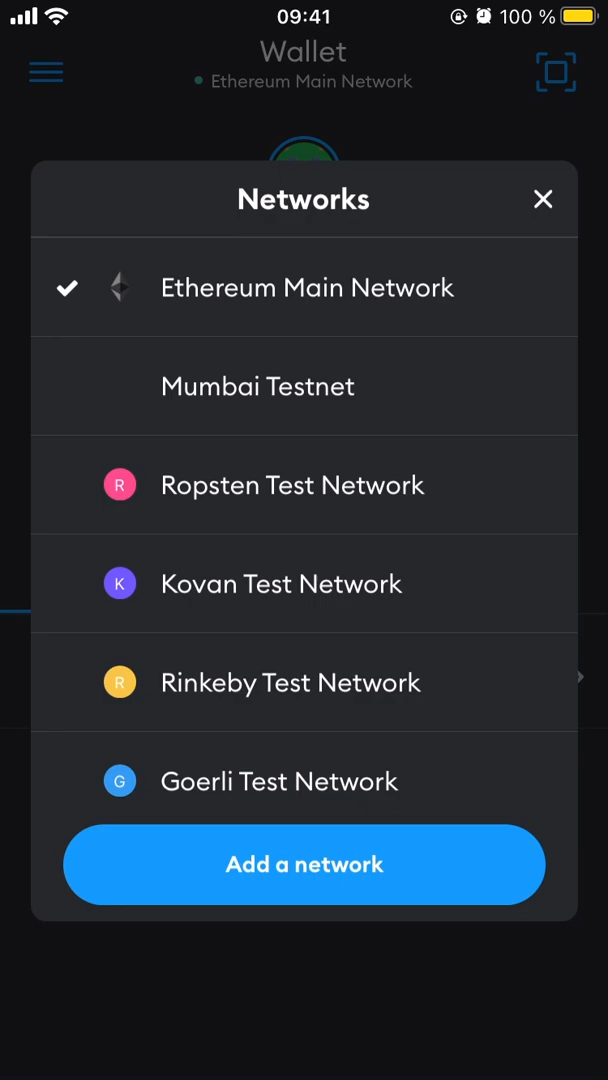 09:41
100 %
Wallet
Ethereum Main Network
Networks
Ethereum Main Network
Mumbai Testnet
R Ropsten Test Network
K Kovan Test Network
R Rinkeby Test Network
G Goerli Test Network
Add a network